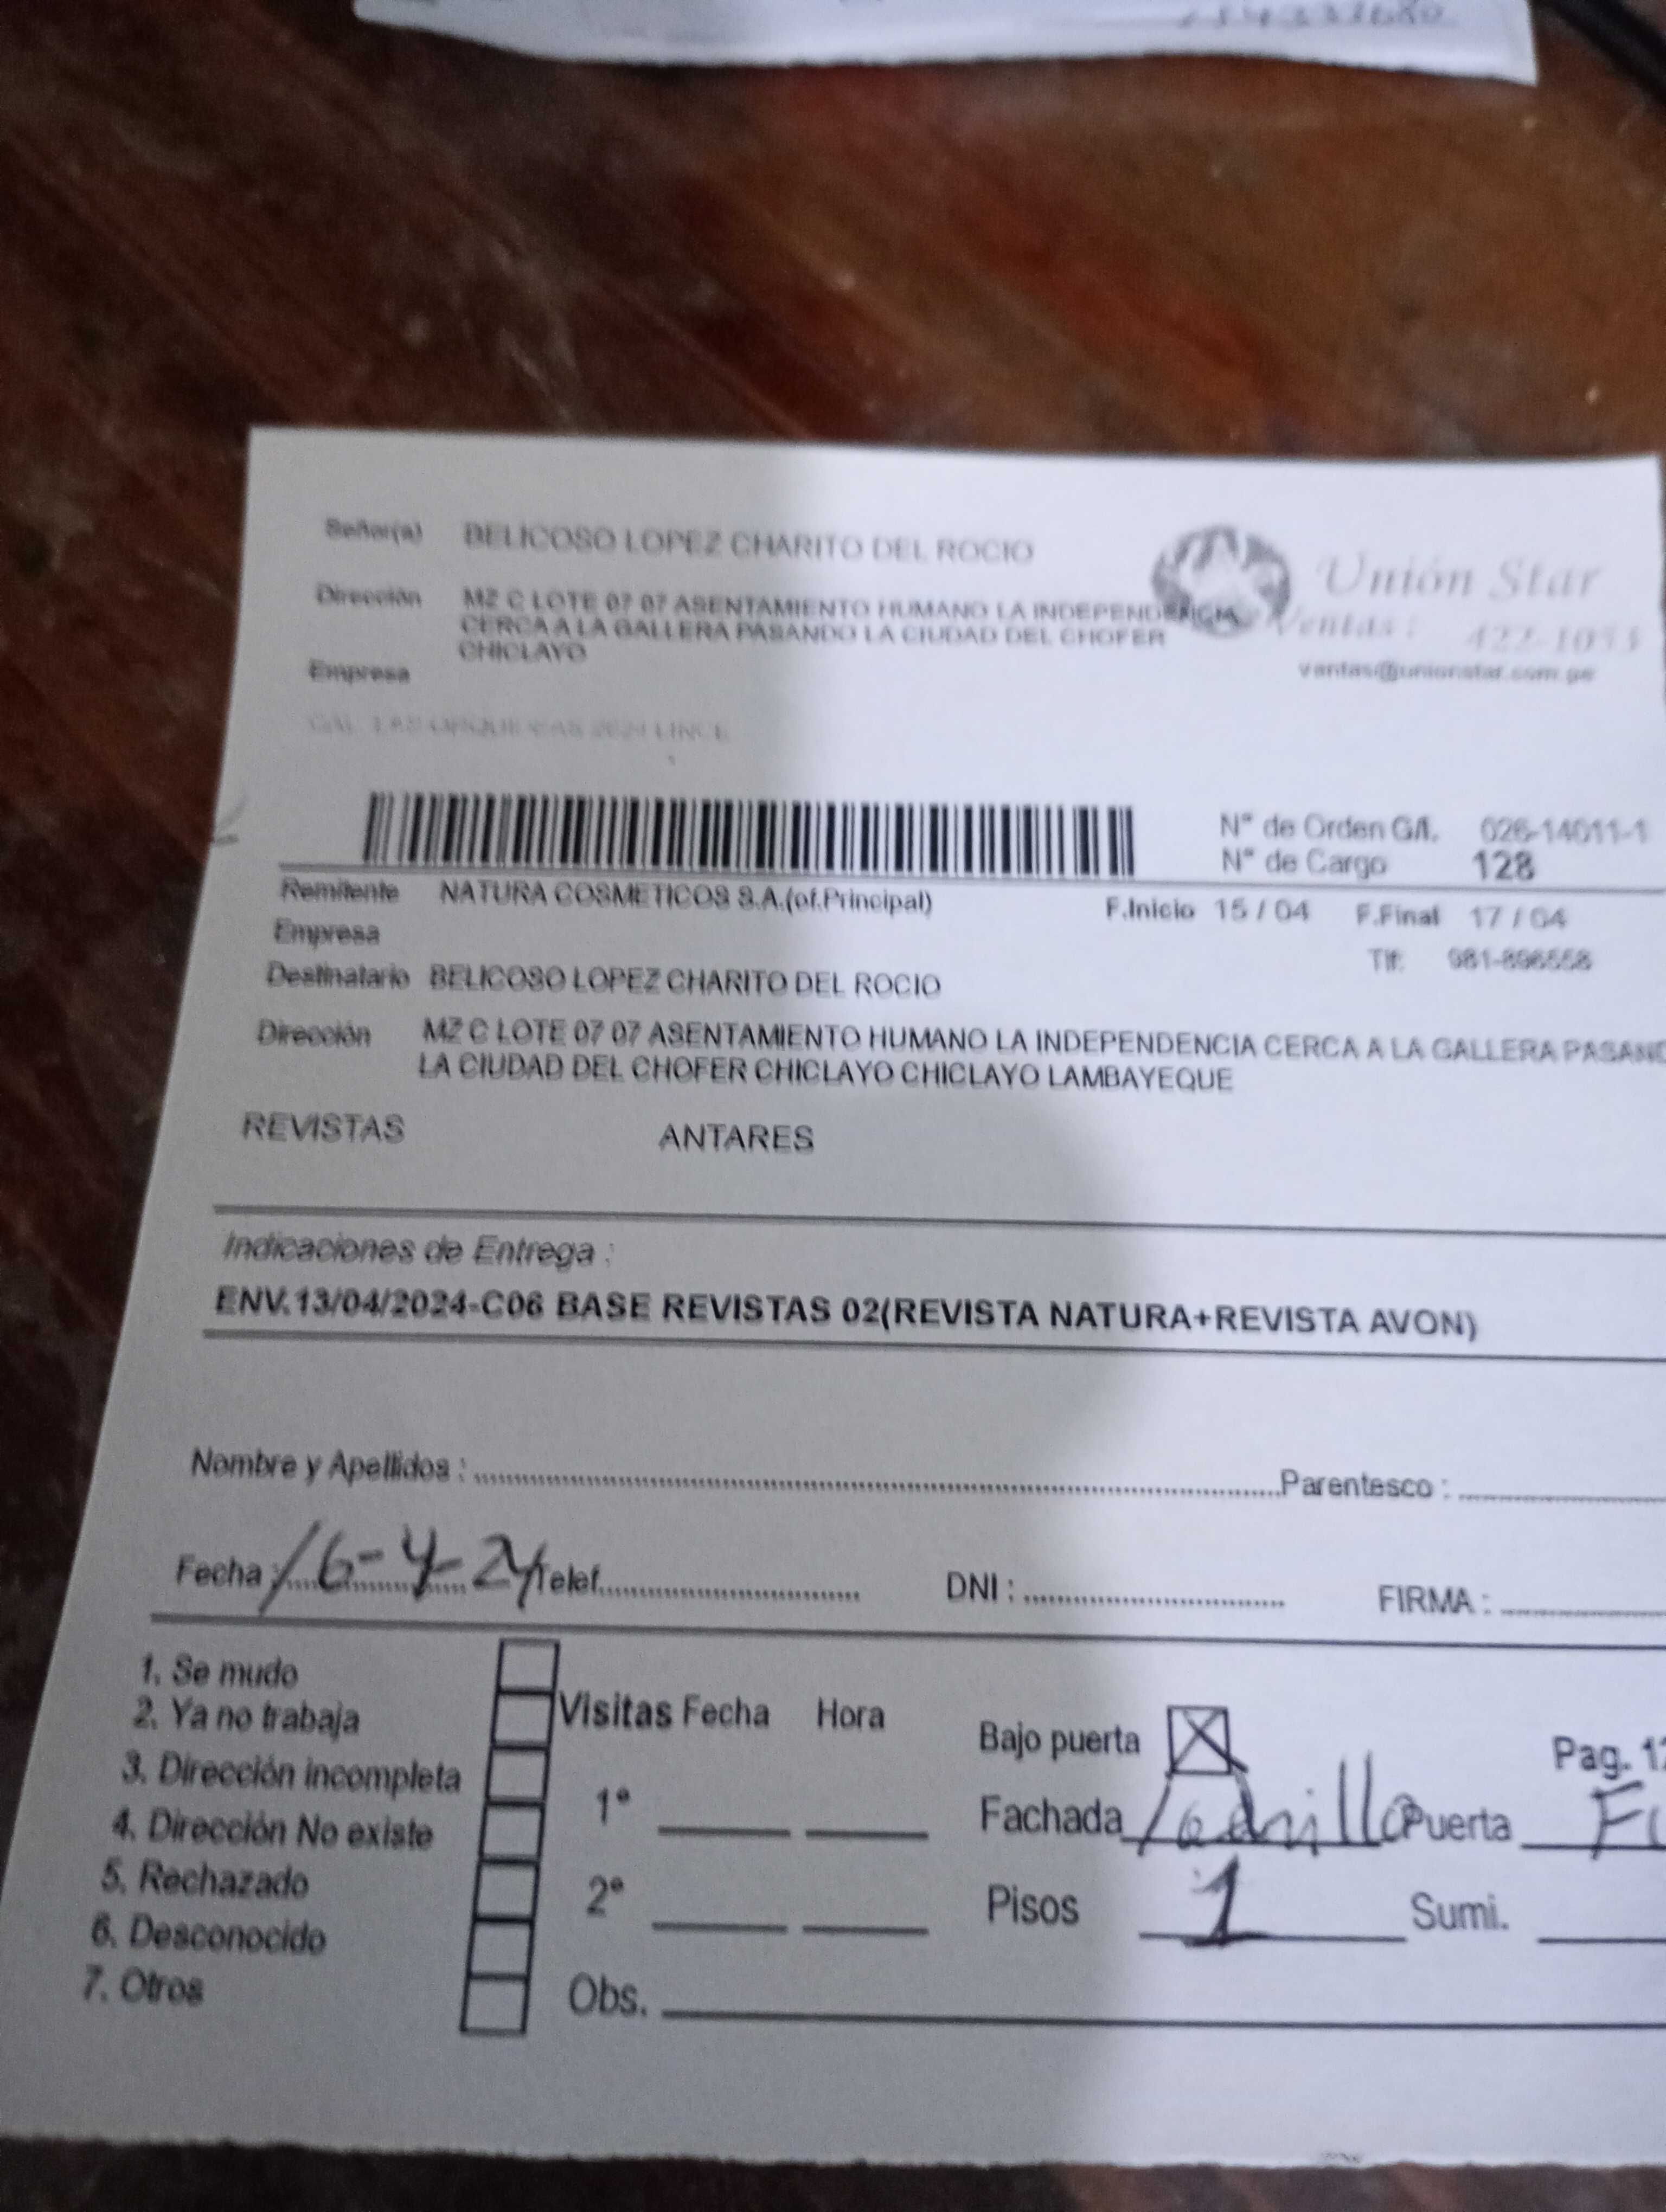 Señor(a) BELICOSO LOPEZ CHARITO DEL ROCIO
Unión Star
Dirección MZ C LOTE 07 07 ASENTAMIENTO HUMANO LA INDEPENDENCIA
CERCA A LA GALLERA PASANDO LA CIUDAD DEL CHOFER
CHICLAYO
Ventas: 422-1053
Empresa
ventas@unionstar.com.pe
N° de Orden G/I. 026-14011-1
N° de Cargo 128
Remitente NATURA COSMETICOS S.A.(of.Principal) F.Inicio 15 / 04 F.Final 17 / 04
Empresa
Tlf: 981-896558
Destinatario BELICOSO LOPEZ CHARITO DEL ROCIO
Dirección MZ C LOTE 07 07 ASENTAMIENTO HUMANO LA INDEPENDENCIA CERCA A LA GALLERA PASAND
LA CIUDAD DEL CHOFER CHICLAYO CHICLAYO LAMBAYEQUE
REVISTAS ANTARES
Indicaciones de Entrega :
ENV.13/04/2024-C06 BASE REVISTAS 02(REVISTA NATURA+REVISTA AVON)
Nombre y Apellidos : Parentesco :
Fecha : 16-4-24 Telef. DNI : FIRMA :
1. Se mudo
2. Ya no trabaja
3. Dirección incompleta
4. Dirección No existe
5. Rechazado
6. Desconocido
7. Otros
Visitas Fecha Hora
1°
2°
Obs.
Bajo puerta X Pag. 12
Fachada Ladrillo Puerta
Pisos 1 Sumi.